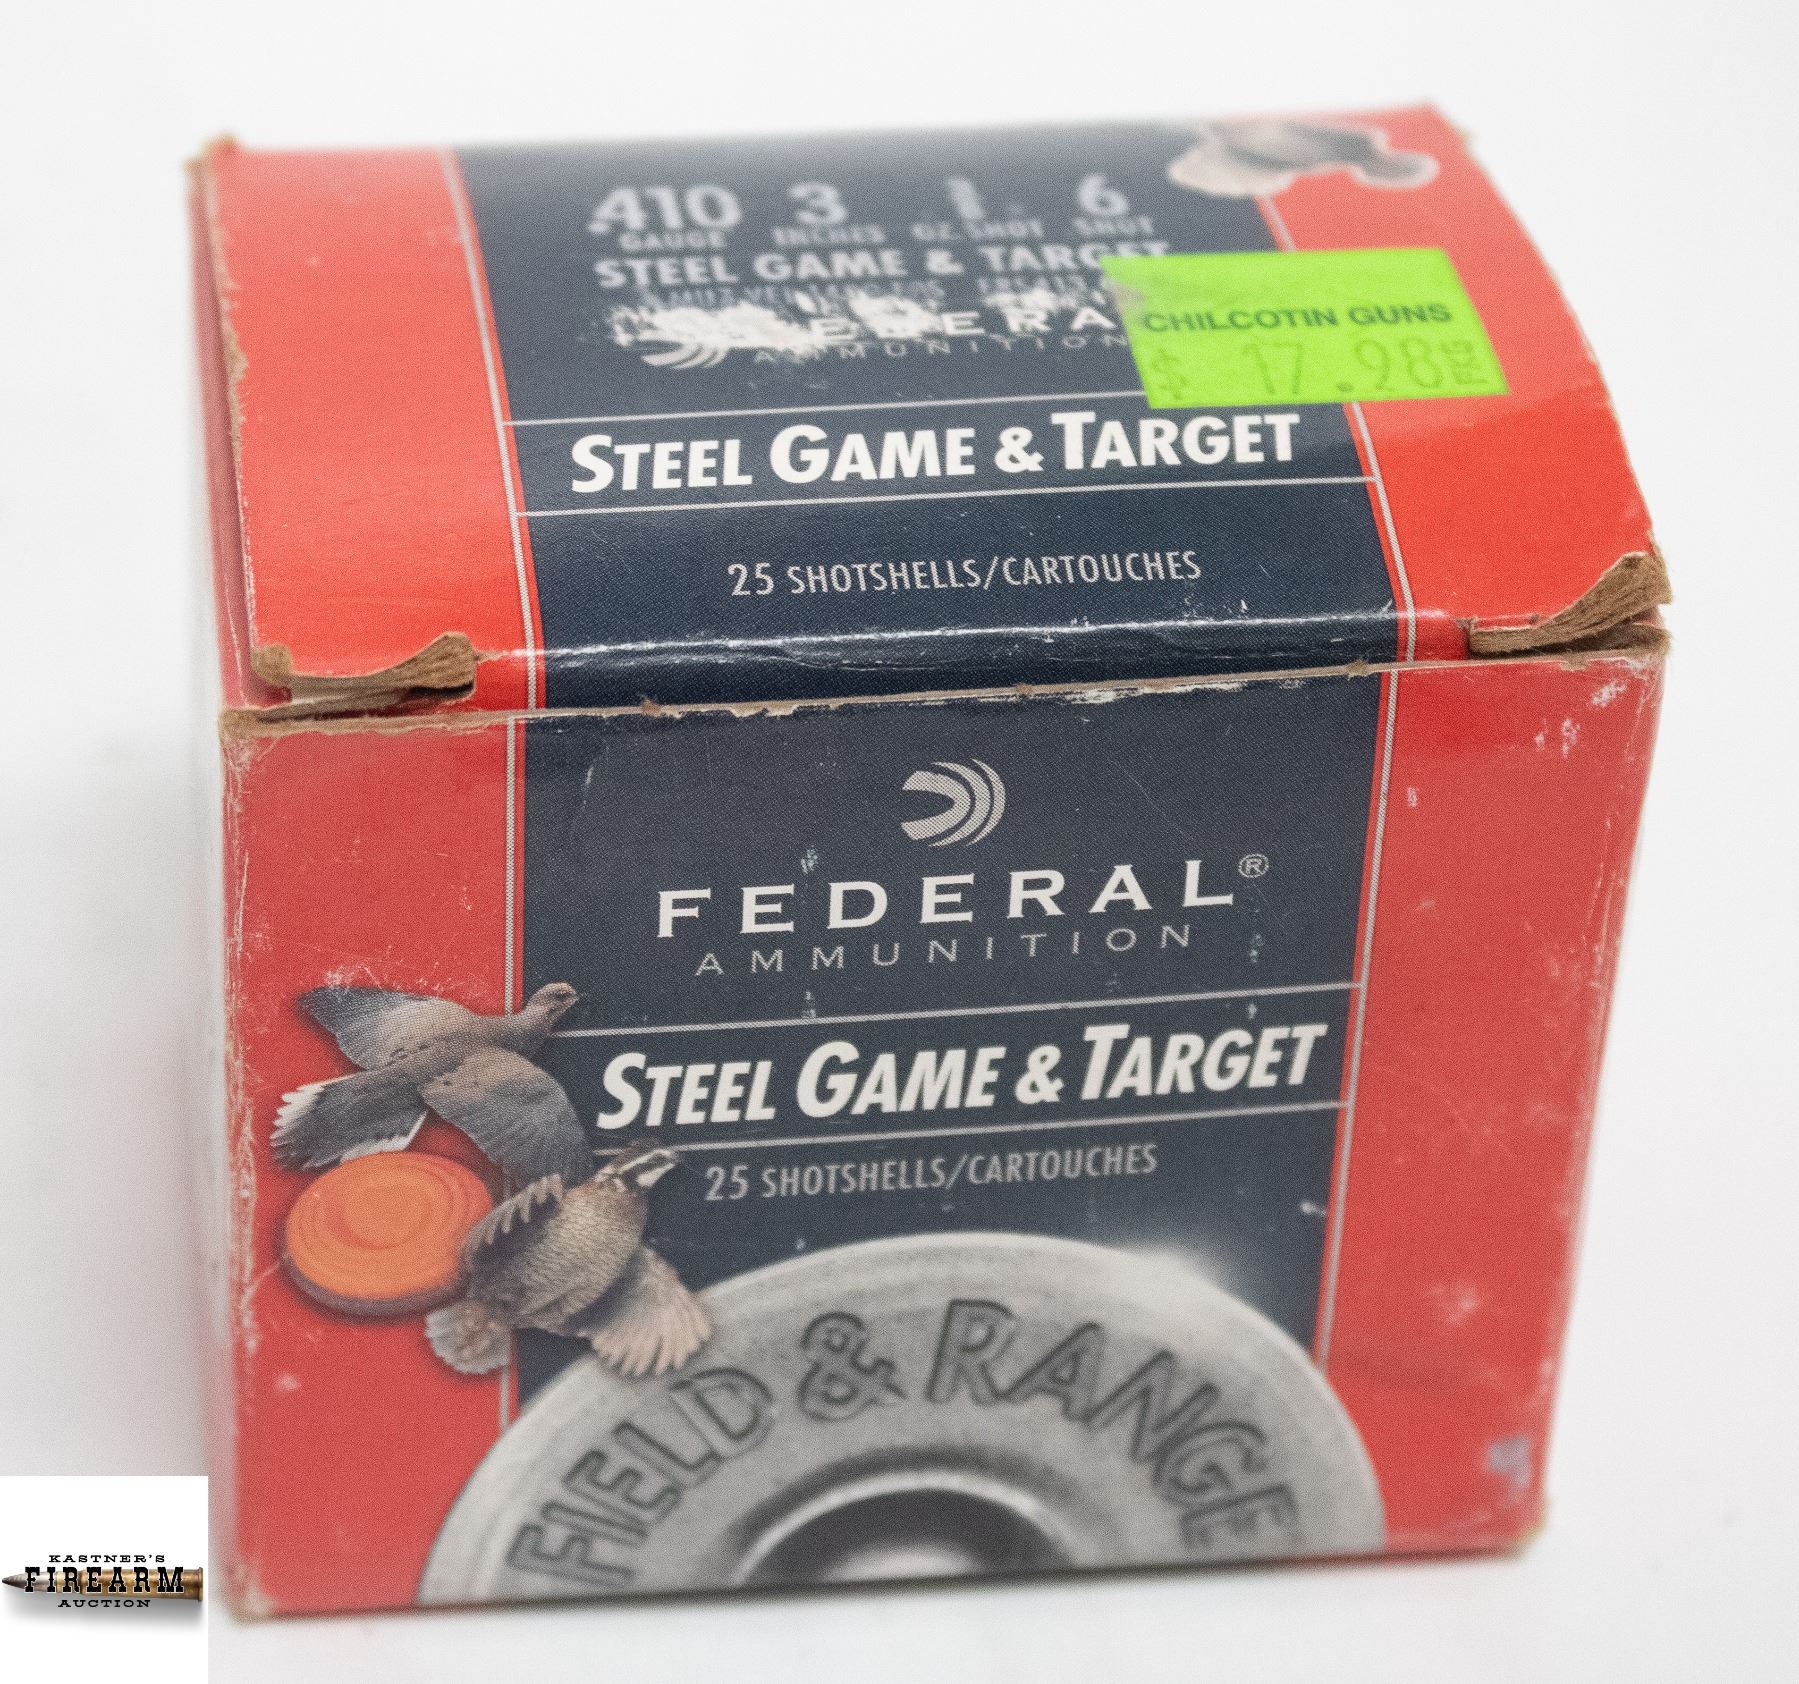 .410 3 6
GAUGE INCHES OZ. SHOT SHOT
STEEL GAME & TARGET
FEDERA
AMMUNITION
CHILCOTIN GUNS
$ 17.98
STEEL GAME & TARGET
25 SHOTSHELLS/CARTOUCHES
FEDERAL®
AMMUNITION
STEEL GAME & TARGET
25 SHOTSHELLS/CARTOUCHES
FIELD & RANGE
KASTNER'S
FIREARM
AUCTION